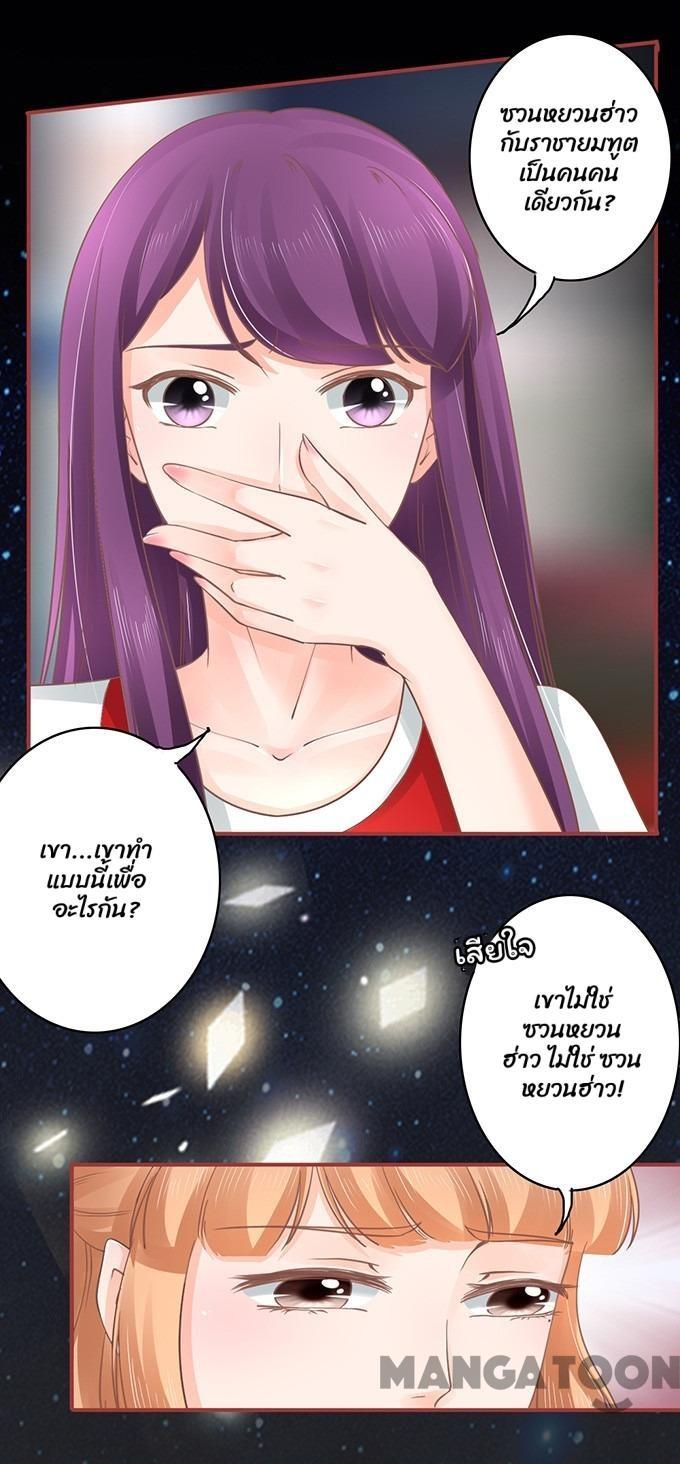 ซวนหยวนฮ่าว
กับราชายมทูต
เป็นคนคน
เดียวกัน?
เขา...เขาทำ
แบบนี้เพื่อ
อะไรกัน?
เสียใจ
เขาไม่ใช่
ซวนหยวน
ฮ่าว ไม่ใช่ ซวน
หยวนฮ่าว!
MANGATOON